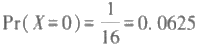 Pr( X=0 ) = 1/16 = 0. 0625